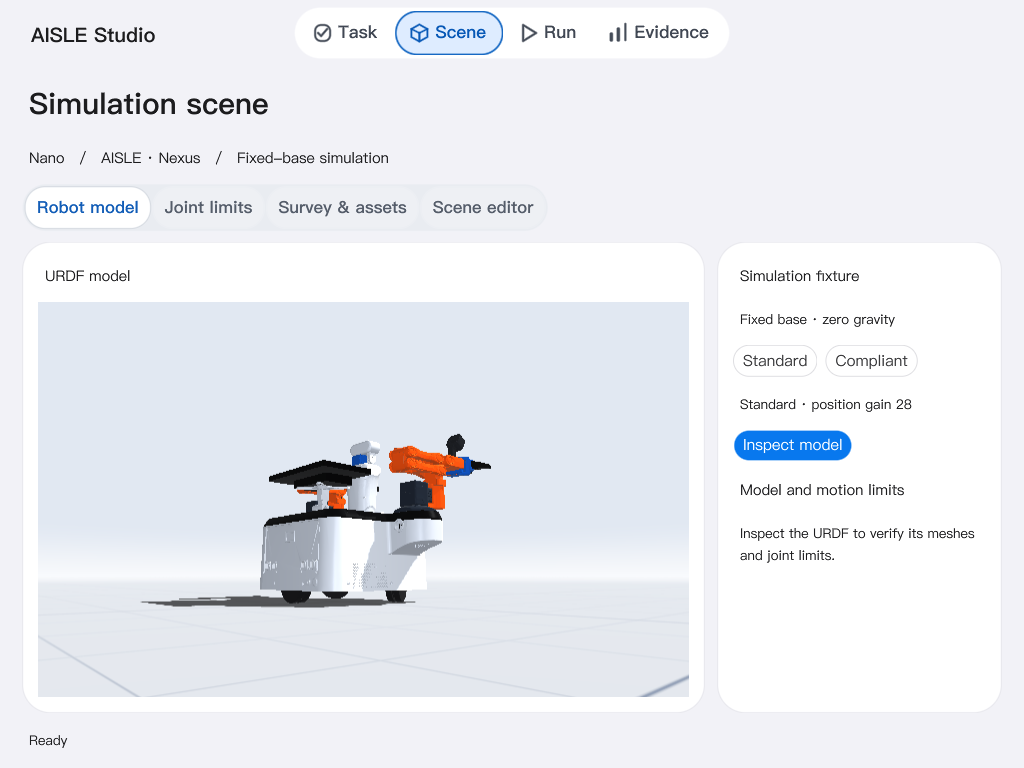 AISLE Studio
Task
Scene
Run
Evidence
Simulation scene
Nano / AISLE · Nexus / Fixed-base simulation
Robot model
Joint limits
Survey & assets
Scene editor
URDF model
Simulation fixture
Fixed base · zero gravity
Standard
Compliant
Standard · position gain 28
Inspect model
Model and motion limits
Inspect the URDF to verify its meshes
and joint limits.
Ready